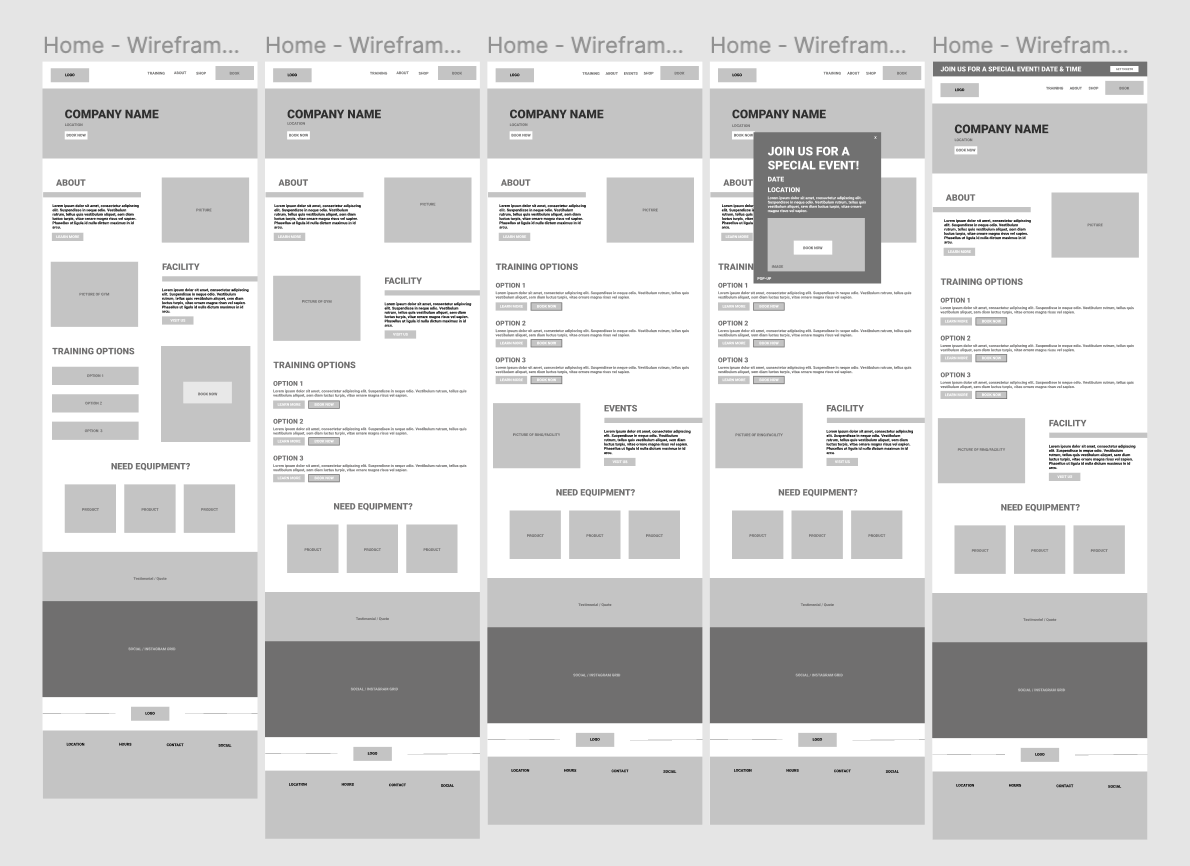 Home - Wirefram...
LOGO
TRAINING ABOUT SHOP BOOK
COMPANY NAME
LOCATION
BOOK NOW
ABOUT
Lorem ipsum dolor sit amet, consectetur adipiscing
elit. Suspendisse in neque odio. Vestibulum
rutrum, tellus quis vestibulum aliquet, sem diam
luctus turpis, vitae ornare magna risus vel sapien.
Phasellus ut ligula id nulla dictum maximus in id
arcu.
LEARN MORE
PICTURE
PICTURE OF GYM
FACILITY
Lorem ipsum dolor sit amet, consectetur adipiscing
elit. Suspendisse in neque odio. Vestibulum
rutrum, tellus quis vestibulum aliquet, sem diam
luctus turpis, vitae ornare magna risus vel sapien.
Phasellus ut ligula id nulla dictum maximus in id
arcu.
VISIT US
TRAINING OPTIONS
OPTION 1
OPTION 2
OPTION 3
BOOK NOW
NEED EQUIPMENT?
PRODUCT PRODUCT PRODUCT
Testimonial / Quote
SOCIAL / INSTAGRAM GRID
LOGO
LOCATION HOURS CONTACT SOCIAL
Home - Wirefram...
LOGO
TRAINING ABOUT SHOP BOOK
COMPANY NAME
LOCATION
BOOK NOW
ABOUT
Lorem ipsum dolor sit amet, consectetur adipiscing
elit. Suspendisse in neque odio. Vestibulum
rutrum, tellus quis vestibulum aliquet, sem diam
luctus turpis, vitae ornare magna risus vel sapien.
Phasellus ut ligula id nulla dictum maximus in id
arcu.
LEARN MORE
PICTURE
PICTURE OF GYM
FACILITY
Lorem ipsum dolor sit amet, consectetur adipiscing
elit. Suspendisse in neque odio. Vestibulum
rutrum, tellus quis vestibulum aliquet, sem diam
luctus turpis, vitae ornare magna risus vel sapien.
Phasellus ut ligula id nulla dictum maximus in id
arcu.
VISIT US
TRAINING OPTIONS
OPTION 1
Lorem ipsum dolor sit amet, consectetur adipiscing elit. Suspendisse in neque odio. Vestibulum rutrum, tellus quis
vestibulum aliquet, sem diam luctus turpis, vitae ornare magna risus vel sapien.
LEARN MORE BOOK NOW
OPTION 2
Lorem ipsum dolor sit amet, consectetur adipiscing elit. Suspendisse in neque odio. Vestibulum rutrum, tellus quis
vestibulum aliquet, sem diam luctus turpis, vitae ornare magna risus vel sapien.
LEARN MORE BOOK NOW
OPTION 3
Lorem ipsum dolor sit amet, consectetur adipiscing elit. Suspendisse in neque odio. Vestibulum rutrum, tellus quis
vestibulum aliquet, sem diam luctus turpis, vitae ornare magna risus vel sapien.
LEARN MORE BOOK NOW
NEED EQUIPMENT?
PRODUCT PRODUCT PRODUCT
Testimonial / Quote
SOCIAL / INSTAGRAM GRID
LOGO
LOCATION HOURS CONTACT SOCIAL
Home - Wirefram...
LOGO
TRAINING ABOUT EVENTS SHOP BOOK
COMPANY NAME
LOCATION
BOOK NOW
ABOUT
Lorem ipsum dolor sit amet, consectetur adipiscing
elit. Suspendisse in neque odio. Vestibulum
rutrum, tellus quis vestibulum aliquet, sem diam
luctus turpis, vitae ornare magna risus vel sapien.
Phasellus ut ligula id nulla dictum maximus in id
arcu.
LEARN MORE
PICTURE
TRAINING OPTIONS
OPTION 1
Lorem ipsum dolor sit amet, consectetur adipiscing elit. Suspendisse in neque odio. Vestibulum rutrum, tellus quis
vestibulum aliquet, sem diam luctus turpis, vitae ornare magna risus vel sapien.
LEARN MORE BOOK NOW
OPTION 2
Lorem ipsum dolor sit amet, consectetur adipiscing elit. Suspendisse in neque odio. Vestibulum rutrum, tellus quis
vestibulum aliquet, sem diam luctus turpis, vitae ornare magna risus vel sapien.
LEARN MORE BOOK NOW
OPTION 3
Lorem ipsum dolor sit amet, consectetur adipiscing elit. Suspendisse in neque odio. Vestibulum rutrum, tellus quis
vestibulum aliquet, sem diam luctus turpis, vitae ornare magna risus vel sapien.
LEARN MORE BOOK NOW
PICTURE OF RING/FACILITY
EVENTS
Lorem ipsum dolor sit amet, consectetur adipiscing
elit. Suspendisse in neque odio. Vestibulum
rutrum, tellus quis vestibulum aliquet, sem diam
luctus turpis, vitae ornare magna risus vel sapien.
Phasellus ut ligula id nulla dictum maximus in id
arcu.
VISIT US
NEED EQUIPMENT?
PRODUCT PRODUCT PRODUCT
Testimonial / Quote
SOCIAL / INSTAGRAM GRID
LOGO
LOCATION HOURS CONTACT SOCIAL
Home - Wirefram...
LOGO
TRAINING ABOUT SHOP BOOK
COMPANY NAME
LOCATION
BOOK NOW
x
JOIN US FOR A
SPECIAL EVENT!
DATE
LOCATION
Lorem ipsum dolor sit amet, consectetur adipiscing
elit. Suspendisse in neque odio. Vestibulum
rutrum, tellus quis vestibulum aliquet, sem diam
luctus turpis, vitae ornare magna risus vel sapien.
BOOK NOW
IMAGE
POP-UP
ABOUT
LEARN MORE
TRAINING
OPTION 1
Lorem ipsum dolor sit amet, consectetur adipiscing elit. Suspendisse in neque odio. Vestibulum rutrum, tellus quis
vestibulum aliquet, sem diam luctus turpis, vitae ornare magna risus vel sapien.
LEARN MORE BOOK NOW
OPTION 2
Lorem ipsum dolor sit amet, consectetur adipiscing elit. Suspendisse in neque odio. Vestibulum rutrum, tellus quis
vestibulum aliquet, sem diam luctus turpis, vitae ornare magna risus vel sapien.
LEARN MORE BOOK NOW
OPTION 3
Lorem ipsum dolor sit amet, consectetur adipiscing elit. Suspendisse in neque odio. Vestibulum rutrum, tellus quis
vestibulum aliquet, sem diam luctus turpis, vitae ornare magna risus vel sapien.
LEARN MORE BOOK NOW
PICTURE OF RING/FACILITY
FACILITY
Lorem ipsum dolor sit amet, consectetur adipiscing
elit. Suspendisse in neque odio. Vestibulum
rutrum, tellus quis vestibulum aliquet, sem diam
luctus turpis, vitae ornare magna risus vel sapien.
Phasellus ut ligula id nulla dictum maximus in id
arcu.
VISIT US
NEED EQUIPMENT?
PRODUCT PRODUCT PRODUCT
Testimonial / Quote
SOCIAL / INSTAGRAM GRID
LOGO
LOCATION HOURS CONTACT SOCIAL
Home - Wirefram...
JOIN US FOR A SPECIAL EVENT! DATE & TIME
LOGO
TRAINING ABOUT SHOP BOOK
COMPANY NAME
LOCATION
BOOK NOW
ABOUT
Lorem ipsum dolor sit amet, consectetur adipiscing
elit. Suspendisse in neque odio. Vestibulum
rutrum, tellus quis vestibulum aliquet, sem diam
luctus turpis, vitae ornare magna risus vel sapien.
Phasellus ut ligula id nulla dictum maximus in id
arcu.
LEARN MORE
PICTURE
TRAINING OPTIONS
OPTION 1
Lorem ipsum dolor sit amet, consectetur adipiscing elit. Suspendisse in neque odio. Vestibulum rutrum, tellus quis
vestibulum aliquet, sem diam luctus turpis, vitae ornare magna risus vel sapien.
LEARN MORE BOOK NOW
OPTION 2
Lorem ipsum dolor sit amet, consectetur adipiscing elit. Suspendisse in neque odio. Vestibulum rutrum, tellus quis
vestibulum aliquet, sem diam luctus turpis, vitae ornare magna risus vel sapien.
LEARN MORE BOOK NOW
OPTION 3
Lorem ipsum dolor sit amet, consectetur adipiscing elit. Suspendisse in neque odio. Vestibulum rutrum, tellus quis
vestibulum aliquet, sem diam luctus turpis, vitae ornare magna risus vel sapien.
LEARN MORE BOOK NOW
PICTURE OF RING/FACILITY
FACILITY
Lorem ipsum dolor sit amet, consectetur adipiscing
elit. Suspendisse in neque odio. Vestibulum
rutrum, tellus quis vestibulum aliquet, sem diam
luctus turpis, vitae ornare magna risus vel sapien.
Phasellus ut ligula id nulla dictum maximus in id
arcu.
VISIT US
NEED EQUIPMENT?
PRODUCT PRODUCT PRODUCT
Testimonial / Quote
SOCIAL / INSTAGRAM GRID
LOGO
LOCATION HOURS CONTACT SOCIAL